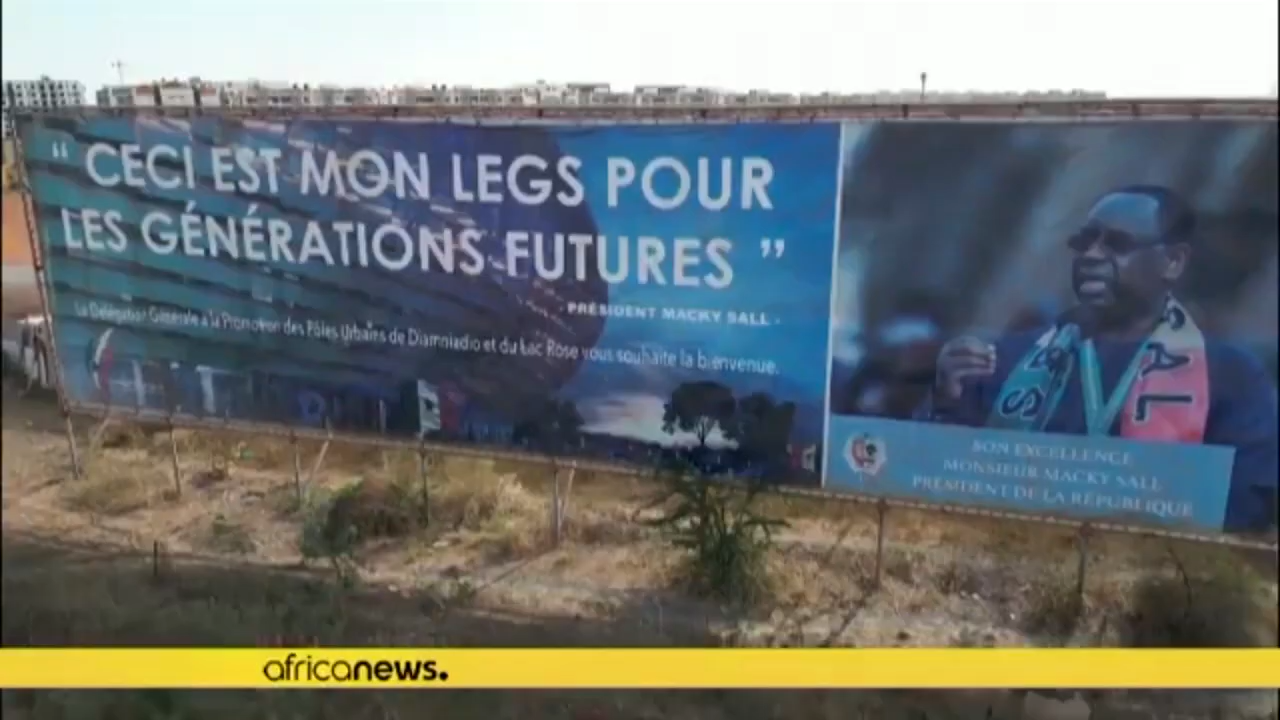 “ CECI EST MON LEGS POUR
LES GÉNÉRATIONS FUTURES ”
PRÉSIDENT MACKY SALL -
La Délégation Générale à la Promotion des Pôles Urbains de Diamniadio et du Lac Rose vous souhaite la bienvenue.
SAL
SON EXCELLENCE
MONSIEUR MACKY SALL
PRÉSIDENT DE LA RÉPUBLIQUE
africanews.